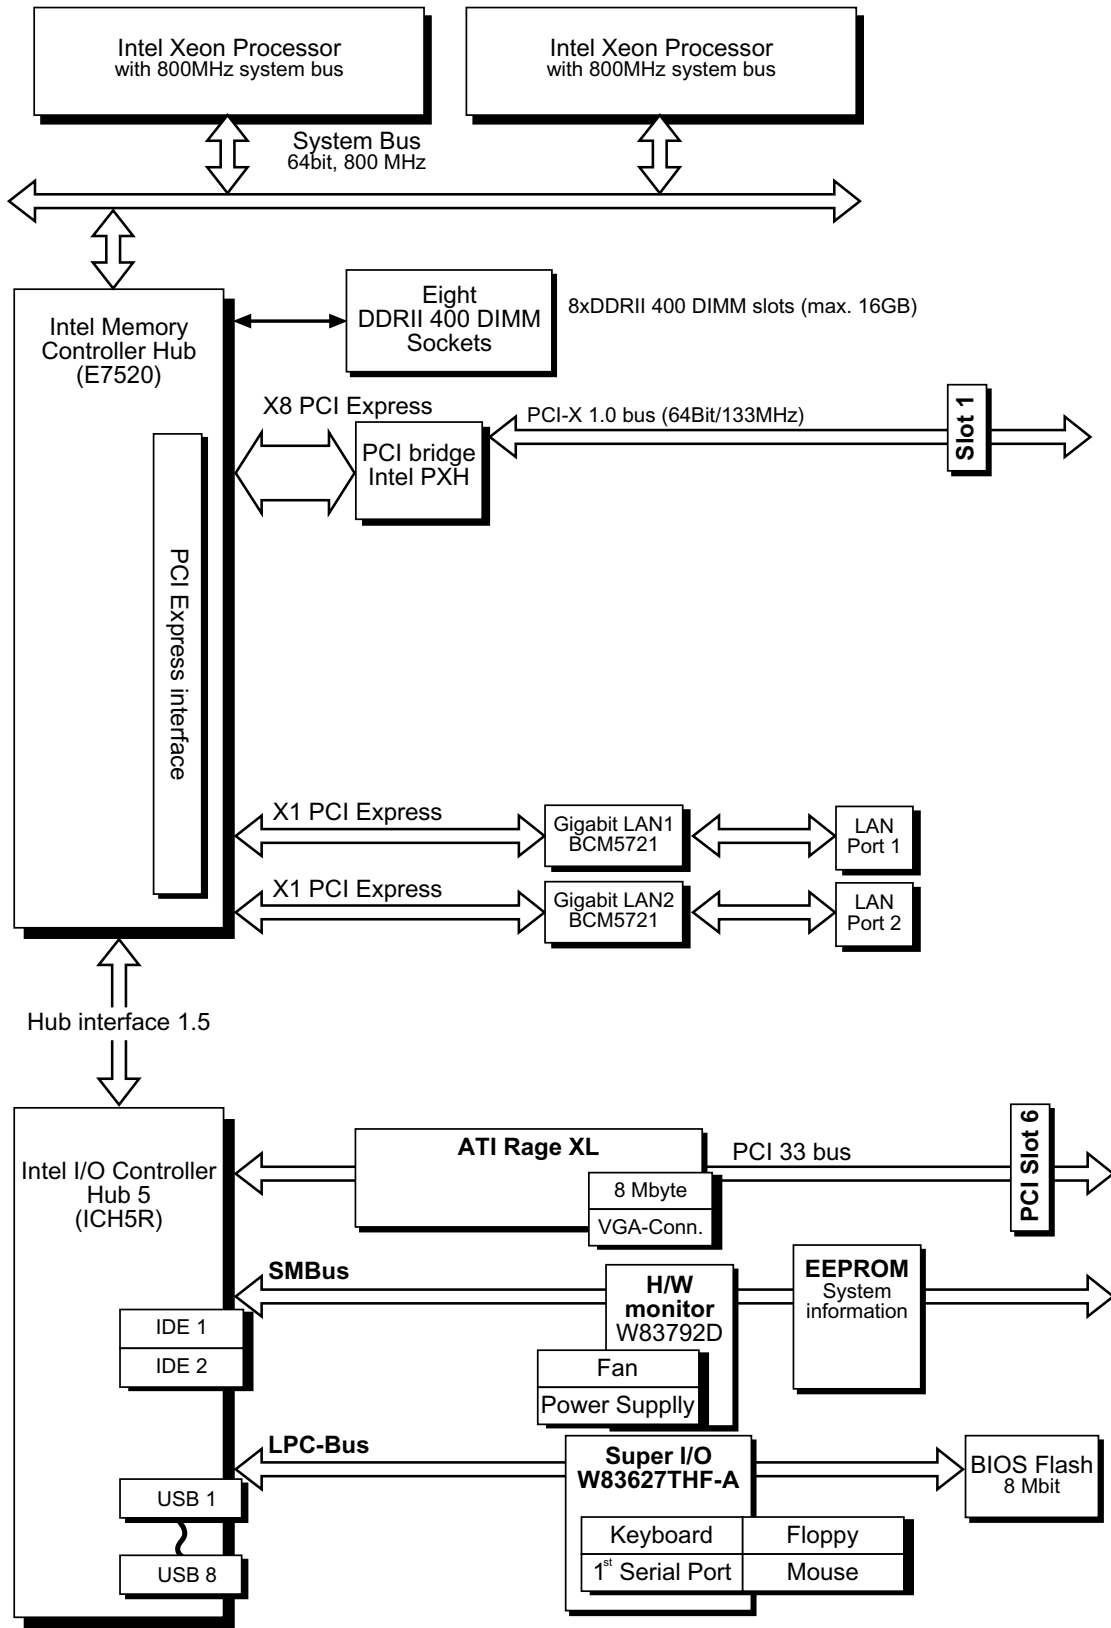 Intel Xeon Processor
with 800MHz system bus
Intel Xeon Processor
with 800MHz system bus
System Bus
64bit, 800 MHz
Intel Memory
Controller Hub
(E7520)
Eight
DDRII 400 DIMM
Sockets
8xDDRII 400 DIMM slots (max. 16GB)
X8 PCI Express
PCI bridge
Intel PXH
PCI-X 1.0 bus (64Bit/133MHz)
Slot 1
PCI Express interface
X1 PCI Express
Gigabit LAN1
BCM5721
LAN
Port 1
X1 PCI Express
Gigabit LAN2
BCM5721
LAN
Port 2
Hub interface 1.5
Intel I/O Controller
Hub 5
(ICH5R)
ATI Rage XL
8 Mbyte
VGA-Conn.
PCI 33 bus
PCI Slot 6
SMBus
H/W
monitor
W83792D
Fan
Power Supplly
EEPROM
System
information
IDE 1
IDE 2
LPC-Bus
Super I/O
W83627THF-A
BIOS Flash
8 Mbit
USB 1
USB 8
Keyboard
Floppy
1st Serial Port
Mouse